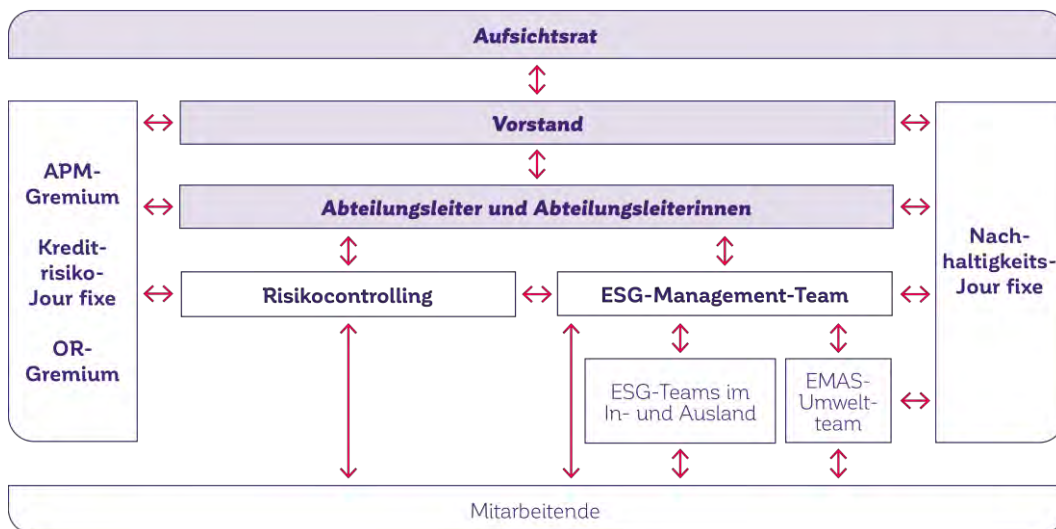 Aufsichtsrat
Vorstand
APM-
Gremium
Kredit-
risiko-
Jour fixe
OR-
Gremium
Abteilungsleiter und Abteilungsleiterinnen
Risikocontrolling
ESG-Management-Team
Nach-
haltigkeits-
Jour fixe
ESG-Teams im
In- und Ausland
EMAS-
Umwelt-
team
Mitarbeitende